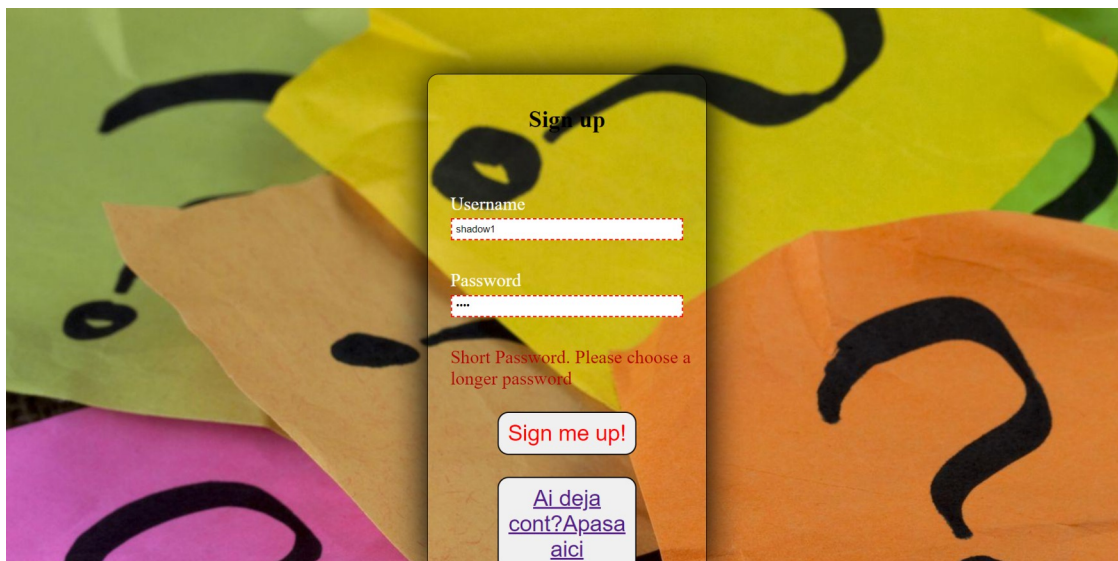 Sign up
Username
shadow1
Password
••••
Short Password. Please choose a
longer password
Sign me up!
Ai deja
cont?Apasa
aici